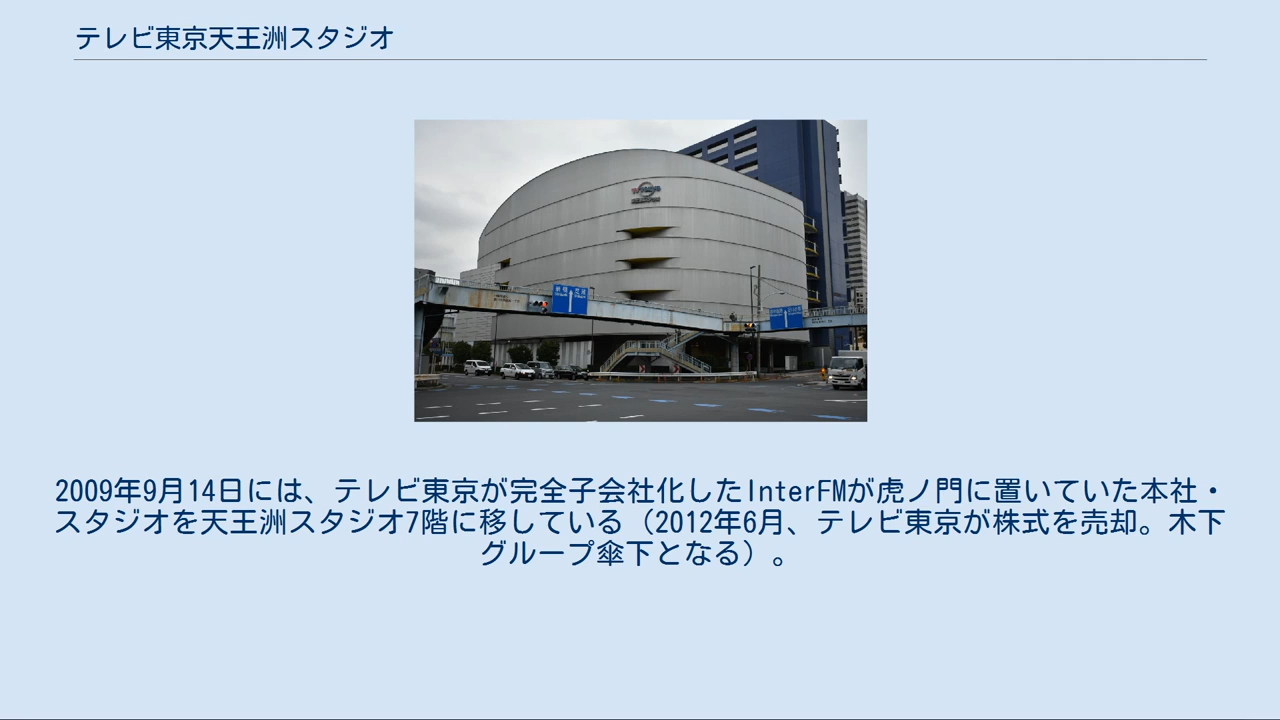 テレビ東京天王洲スタジオ
2009年9月14日には、テレビ東京が完全子会社化したInterFMが虎ノ門に置いていた本社・
スタジオを天王洲スタジオ7階に移している（2012年6月、テレビ東京が株式を売却。木下
グループ傘下となる）。